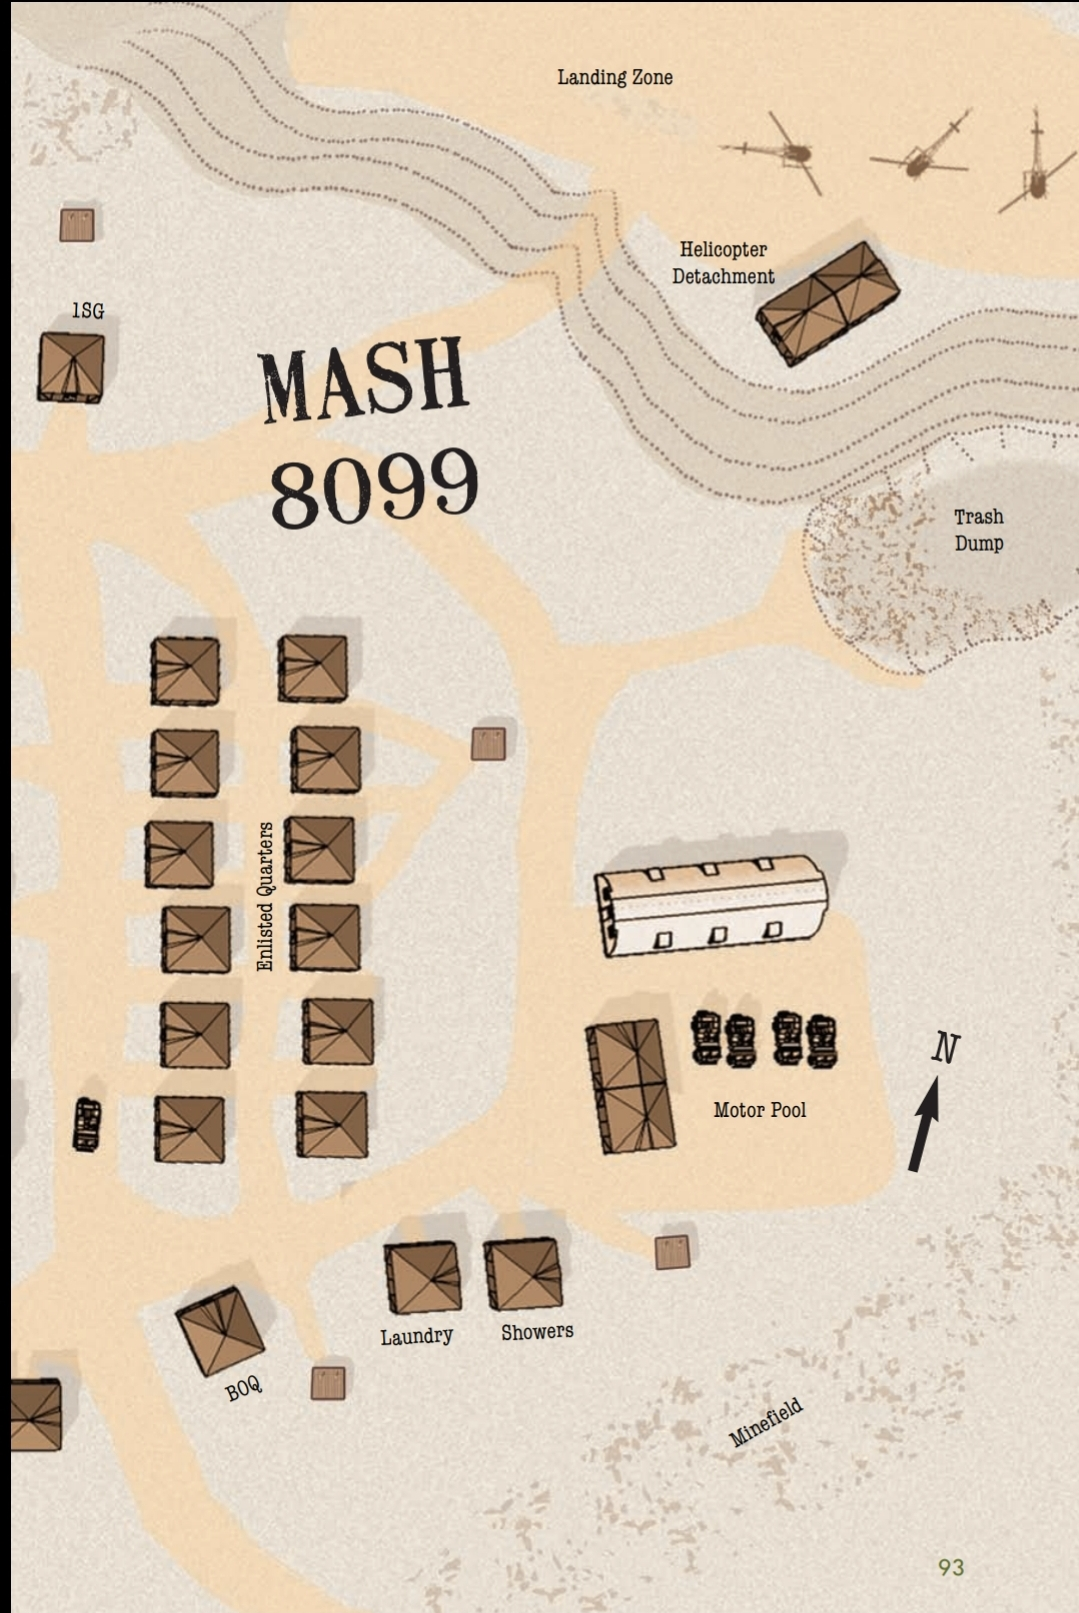 Landing Zone
Helicopter
Detachment
1SG
MASH
8099
Trash
Dump
Enlisted Quarters
N
Motor Pool
Laundry
Showers
BOQ
Minefield
93